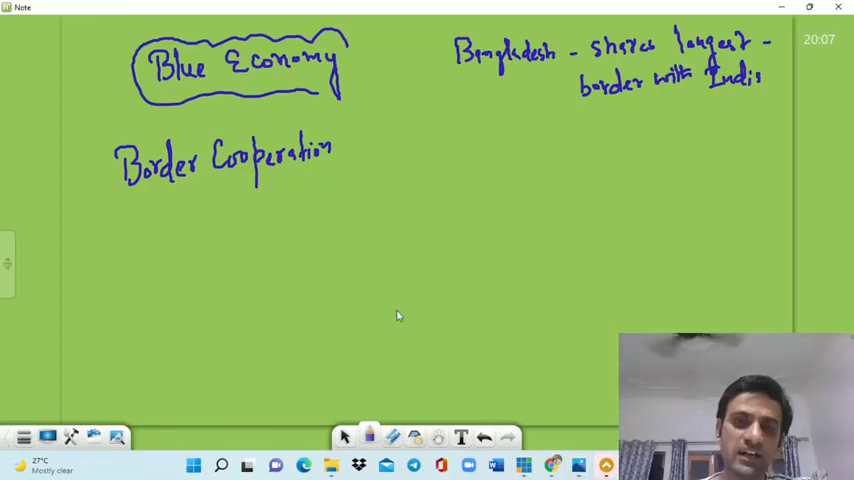 Note
20:07
Blue Economy
Bangladesh - shares longest -
border with India
Border Cooperation
27°C
Mostly clear